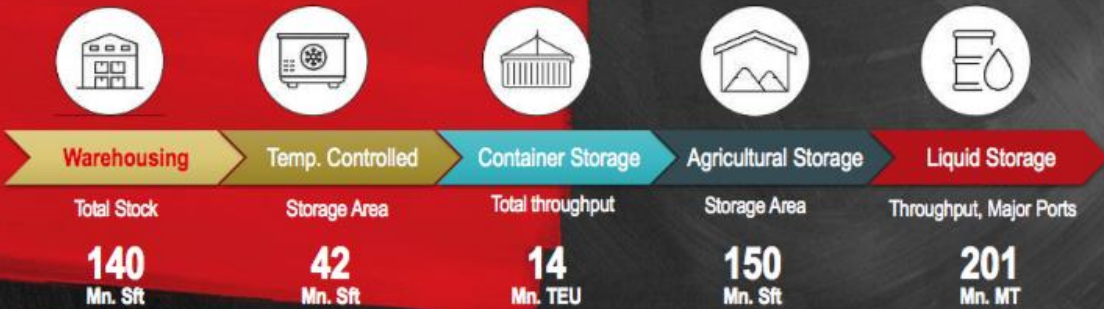 Warehousing
Temp. Controlled
Container Storage
Agricultural Storage
Liquid Storage
Total Stock
Storage Area
Total throughput
Storage Area
Throughput, Major Ports
140
42
14
150
201
Mn. Sft
Mn. Sft
Mn. TEU
Mn. Sft
Mn. MT